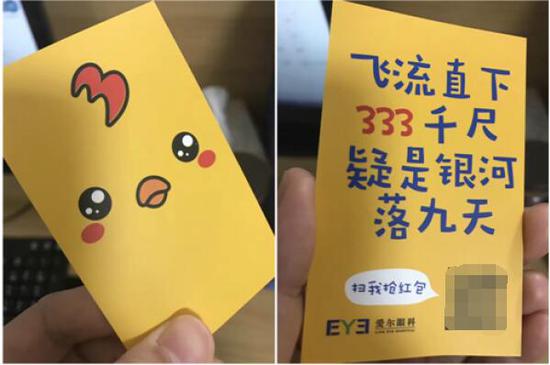 飞流直下
333千尺
疑是银河
落九天
扫我抢红包
EYE 爱尔眼科